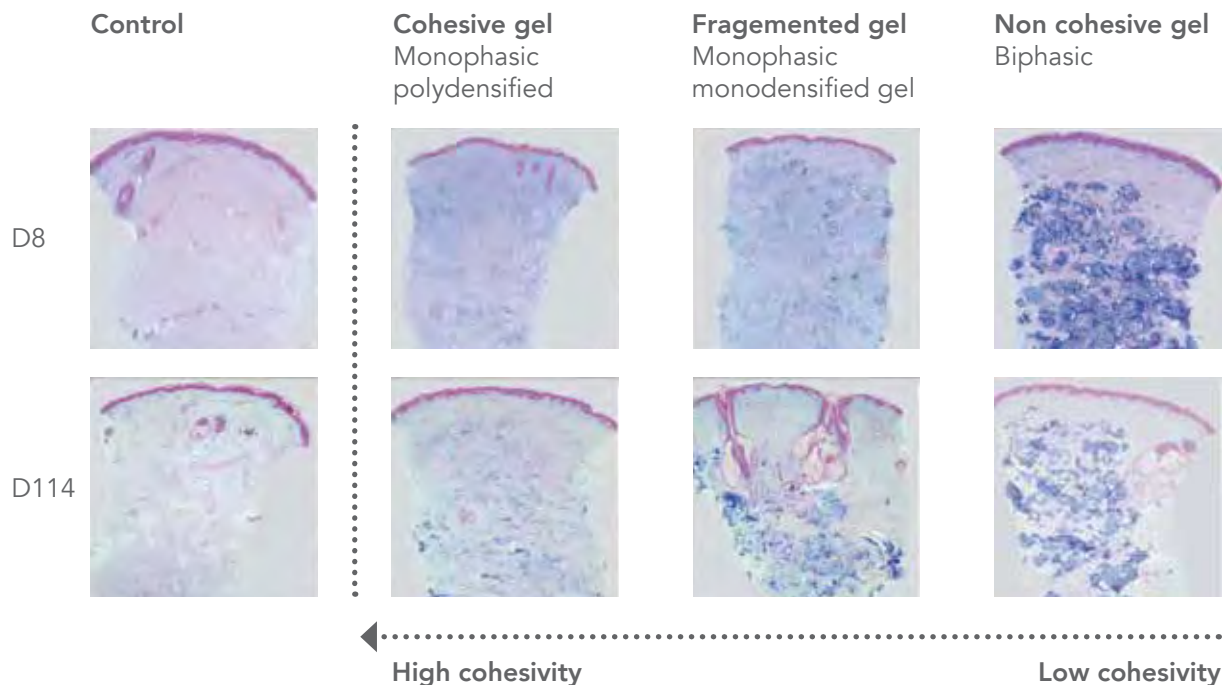 Control
Cohesive gel
Monophasic
polydensified
Fragemented gel
Monophasic
monodensified gel
Non cohesive gel
Biphasic
D8
D114
High cohesivity
Low cohesivity